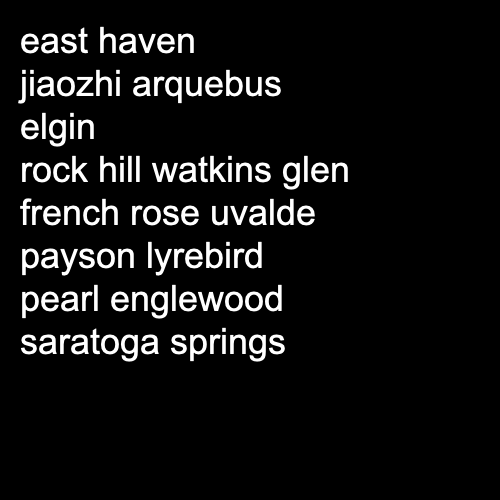 east haven
jiaozhi arquebus
elgin
rock hill watkins glen
french rose uvalde
payson lyrebird
pearl englewood
saratoga springs